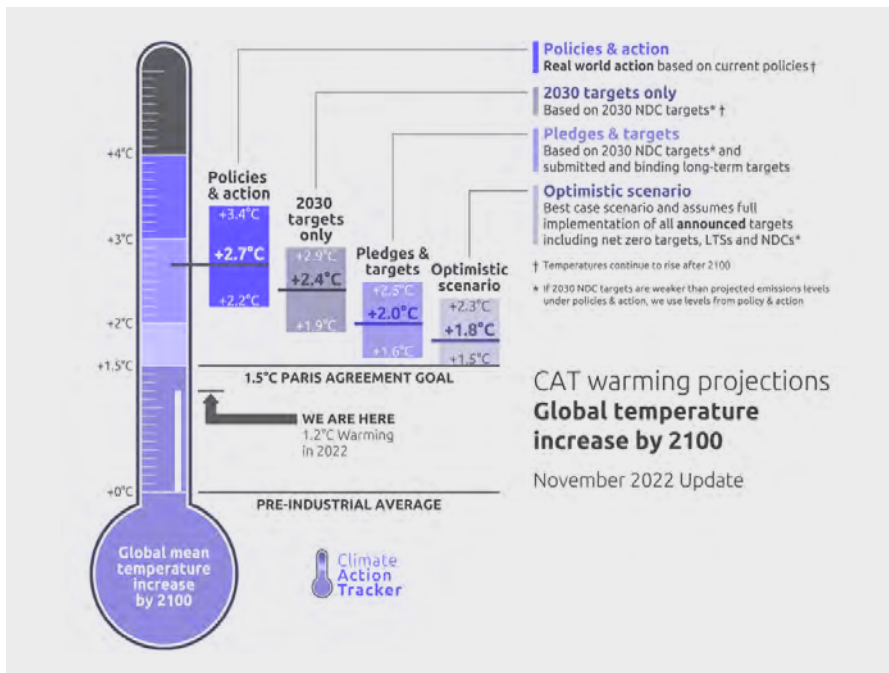 Policies & action
Real world action based on current policies †
2030 targets only
Based on 2030 NDC targets* †
Pledges & targets
Based on 2030 NDC targets* and
submitted and binding long-term targets
Optimistic scenario
Best case scenario and assumes full
implementation of all announced targets
including net zero targets, LTSs and NDCs*
† Temperatures continue to rise after 2100
* If 2030 NDC targets are weaker than projected emissions levels
under policies & action, we use levels from policy & action
CAT warming projections
Global temperature
increase by 2100
November 2022 Update
+4°C
+3°C
+2°C
+1.5°C
+0°C
Policies
& action
+3.4°C
+2.7°C
+2.2°C
2030
targets
only
+2.9°C
+2.4°C
+1.9°C
Pledges &
targets
+2.5°C
+2.0°C
+1.6°C
Optimistic
scenario
+2.3°C
+1.8°C
+1.5°C
1.5°C PARIS AGREEMENT GOAL
WE ARE HERE
1.2°C Warming
in 2022
PRE-INDUSTRIAL AVERAGE
Global mean
temperature
increase
by 2100
Climate
Action
Tracker